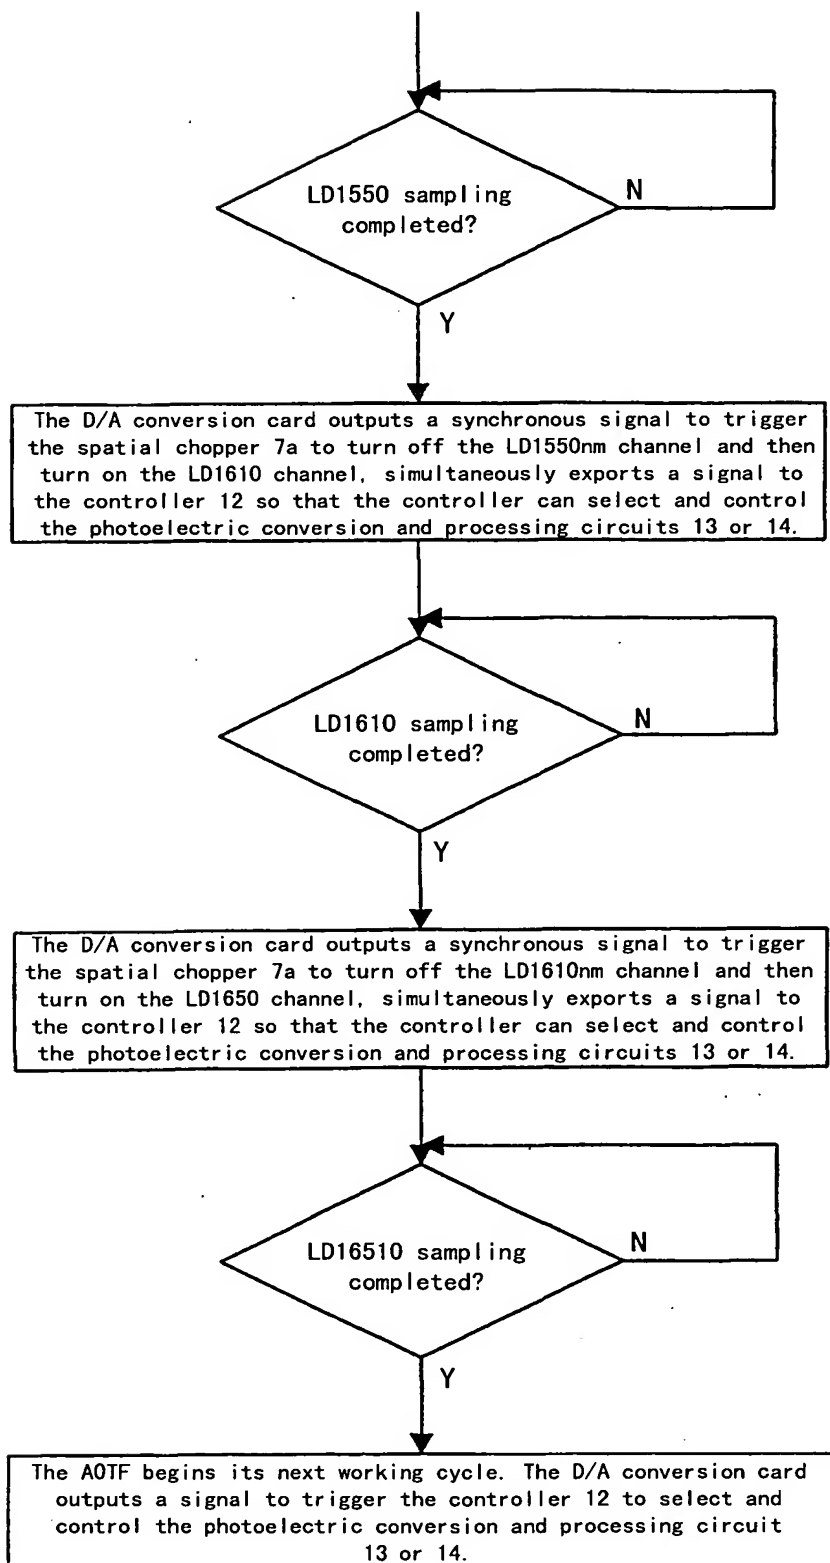 LD1550 sampling
completed?
N
Y
The D/A conversion card outputs a synchronous signal to trigger
the spatial chopper 7a to turn off the LD1550nm channel and then
turn on the LD1610 channel, simultaneously exports a signal to
the controller 12 so that the controller can select and control
the photoelectric conversion and processing circuits 13 or 14.
LD1610 sampling
completed?
N
Y
The D/A conversion card outputs a synchronous signal to trigger
the spatial chopper 7a to turn off the LD1610nm channel and then
turn on the LD1650 channel, simultaneously exports a signal to
the controller 12 so that the controller can select and control
the photoelectric conversion and processing circuits 13 or 14.
LD16510 sampling
completed?
N
Y
The AOTF begins its next working cycle. The D/A conversion card
outputs a signal to trigger the controller 12 to select and
control the photoelectric conversion and processing circuit
13 or 14.